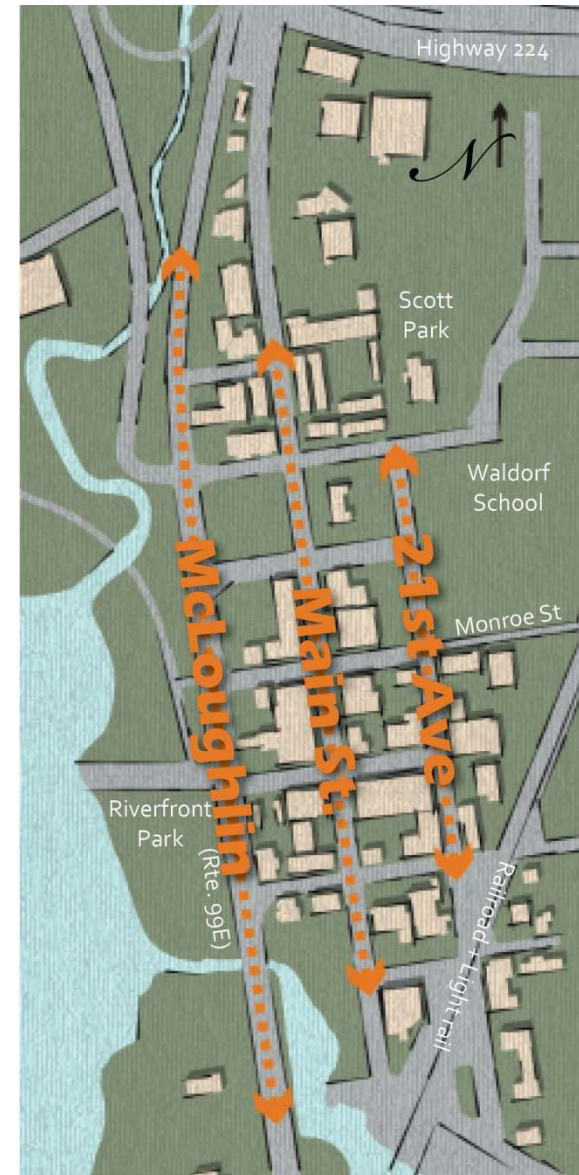 Highway 224
N
Scott
Park
Waldorf
School
McLoughlin
Main St.
21st Ave
Monroe St
Riverfront
Park
(Rte. 99E)
Railroad + Light rail